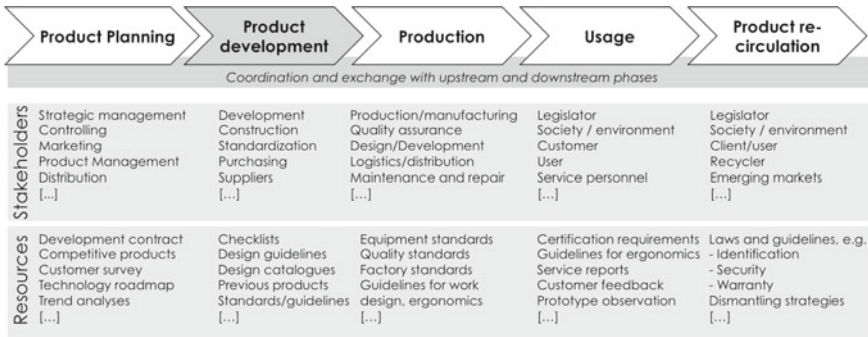 Product Planning
Product
development
Production
Usage
Product re-
circulation
Coordination and exchange with upstream and downstream phases
Stakeholders
Strategic management
Controlling
Marketing
Product Management
Distribution
[...]
Development
Construction
Standardization
Purchasing
Suppliers
[...]
Production/manufacturing
Quality assurance
Design/Development
Logistics/distribution
Maintenance and repair
[...]
Legislator
Society / environment
Customer
User
Service personnel
[...]
Legislator
Society / environment
Client/user
Recycler
Emerging markets
[...]
Resources
Development contract
Competitive products
Customer survey
Technology roadmap
Trend analyses
[...]
Checklists
Design guidelines
Design catalogues
Previous products
Standards/guidelines
[...]
Equipment standards
Quality standards
Factory standards
Guidelines for work
design, ergonomics
[...]
Certification requirements
Guidelines for ergonomics
Service reports
Customer feedback
Prototype observation
[...]
Laws and guidelines, e.g.
- Identification
- Security
- Warranty
Dismantling strategies
[...]